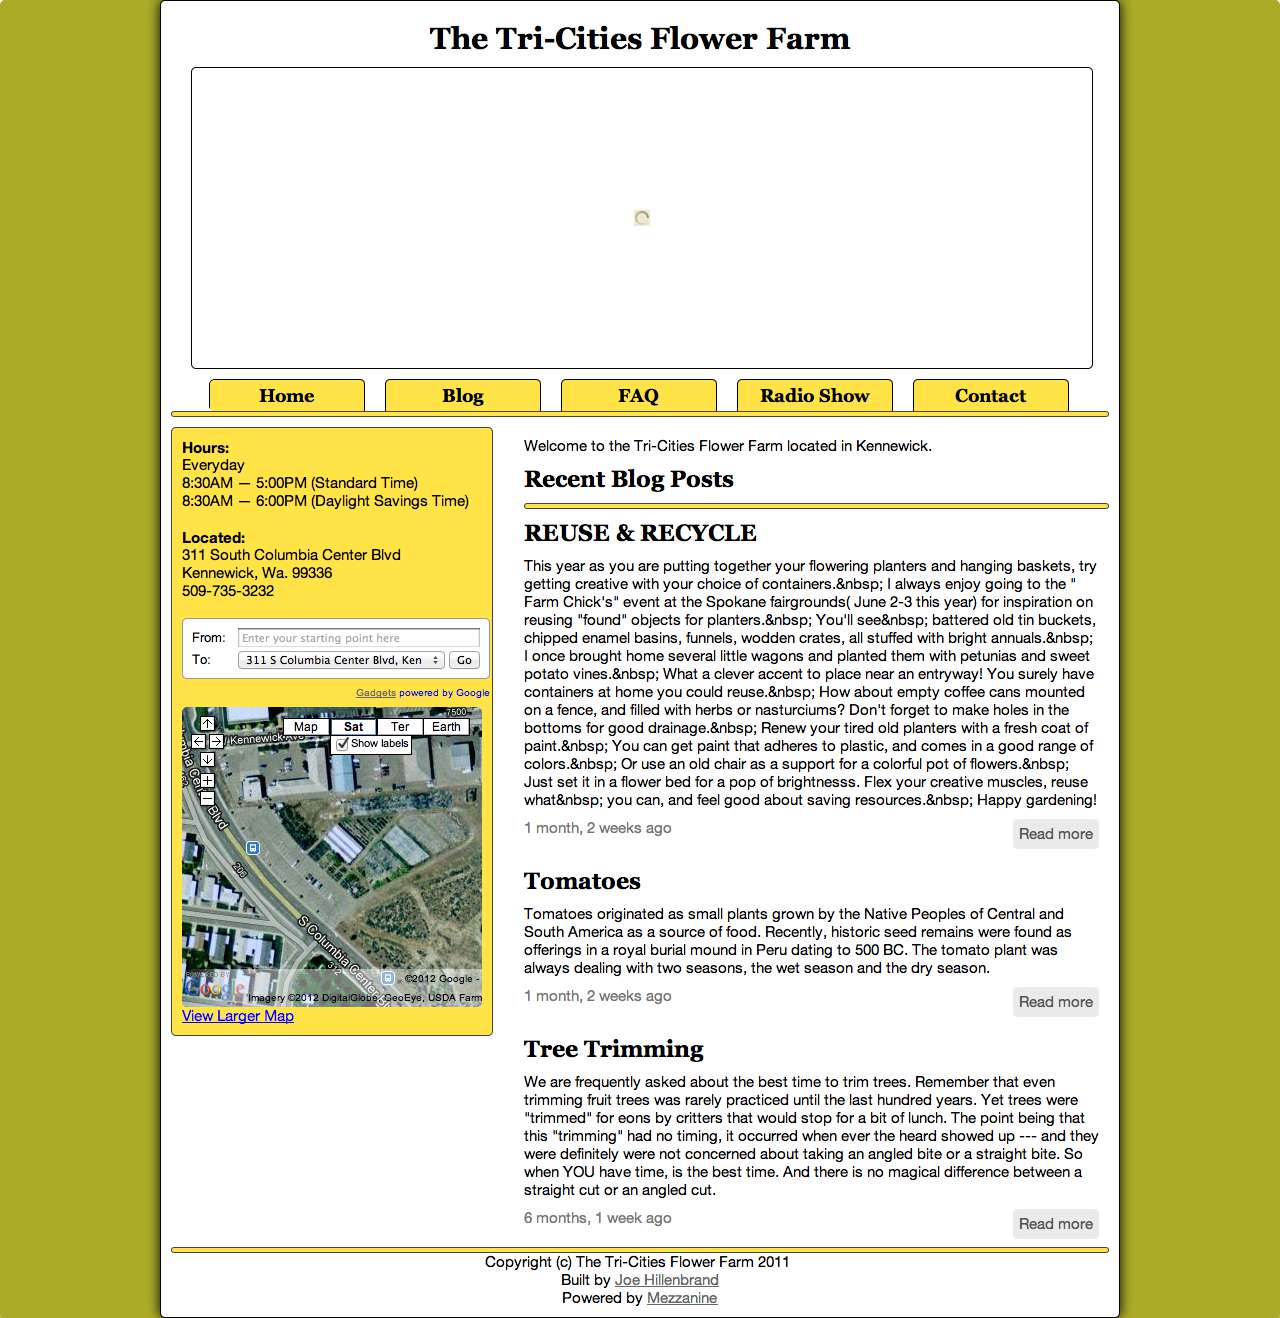 The Tri-Cities Flower Farm
Home Blog FAQ Radio Show Contact
Hours:
Everyday
8:30AM — 5:00PM (Standard Time)
8:30AM — 6:00PM (Daylight Savings Time)
Located:
311 South Columbia Center Blvd
Kennewick, Wa. 99336
509-735-3232
From: Enter your starting point here
To: 311 S Columbia Center Blvd, Ken Go
Gadgets powered by Google
7500
Map Sat Ter Earth
Show labels
Kennewick Ave
Columbia Center Blvd
S Columbia Center
POWERED BY
Google
©2012 Google -
Imagery ©2012 DigitalGlobe, GeoEye, USDA Farm
View Larger Map
Welcome to the Tri-Cities Flower Farm located in Kennewick.
Recent Blog Posts
REUSE & RECYCLE
This year as you are putting together your flowering planters and hanging baskets, try
getting creative with your choice of containers.&nbsp; I always enjoy going to the "
Farm Chick's" event at the Spokane fairgrounds( June 2-3 this year) for inspiration on
reusing "found" objects for planters.&nbsp; You'll see&nbsp; battered old tin buckets,
chipped enamel basins, funnels, wodden crates, all stuffed with bright annuals.&nbsp;
I once brought home several little wagons and planted them with petunias and sweet
potato vines.&nbsp; What a clever accent to place near an entryway! You surely have
containers at home you could reuse.&nbsp; How about empty coffee cans mounted
on a fence, and filled with herbs or nasturciums? Don't forget to make holes in the
bottoms for good drainage.&nbsp; Renew your tired old planters with a fresh coat of
paint.&nbsp; You can get paint that adheres to plastic, and comes in a good range of
colors.&nbsp; Or use an old chair as a support for a colorful pot of flowers.&nbsp;
Just set it in a flower bed for a pop of brightnesss. Flex your creative muscles, reuse
what&nbsp; you can, and feel good about saving resources.&nbsp; Happy gardening!
1 month, 2 weeks ago Read more
Tomatoes
Tomatoes originated as small plants grown by the Native Peoples of Central and
South America as a source of food. Recently, historic seed remains were found as
offerings in a royal burial mound in Peru dating to 500 BC. The tomato plant was
always dealing with two seasons, the wet season and the dry season.
1 month, 2 weeks ago Read more
Tree Trimming
We are frequently asked about the best time to trim trees. Remember that even
trimming fruit trees was rarely practiced until the last hundred years. Yet trees were
"trimmed" for eons by critters that would stop for a bit of lunch. The point being that
this "trimming" had no timing, it occurred when ever the heard showed up --- and they
were definitely were not concerned about taking an angled bite or a straight bite. So
when YOU have time, is the best time. And there is no magical difference between a
straight cut or an angled cut.
6 months, 1 week ago Read more
Copyright (c) The Tri-Cities Flower Farm 2011
Built by Joe Hillenbrand
Powered by Mezzanine